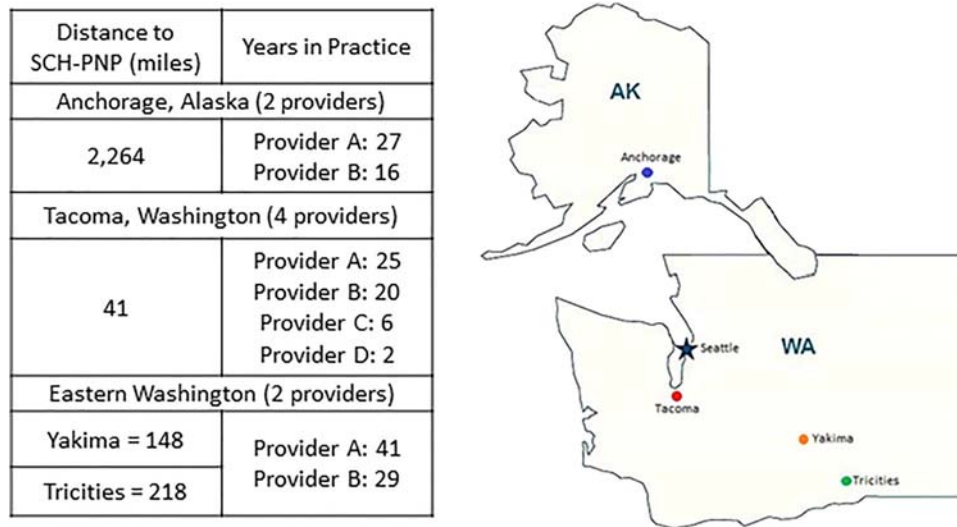 Distance to
SCH-PNP (miles)
Years in Practice
Anchorage, Alaska (2 providers)
2,264
Provider A: 27
Provider B: 16
Tacoma, Washington (4 providers)
41
Provider A: 25
Provider B: 20
Provider C: 6
Provider D: 2
Eastern Washington (2 providers)
Yakima = 148
Tricities = 218
Provider A: 41
Provider B: 29
AK
Anchorage
Seattle
WA
Tacoma
Yakima
Tricities